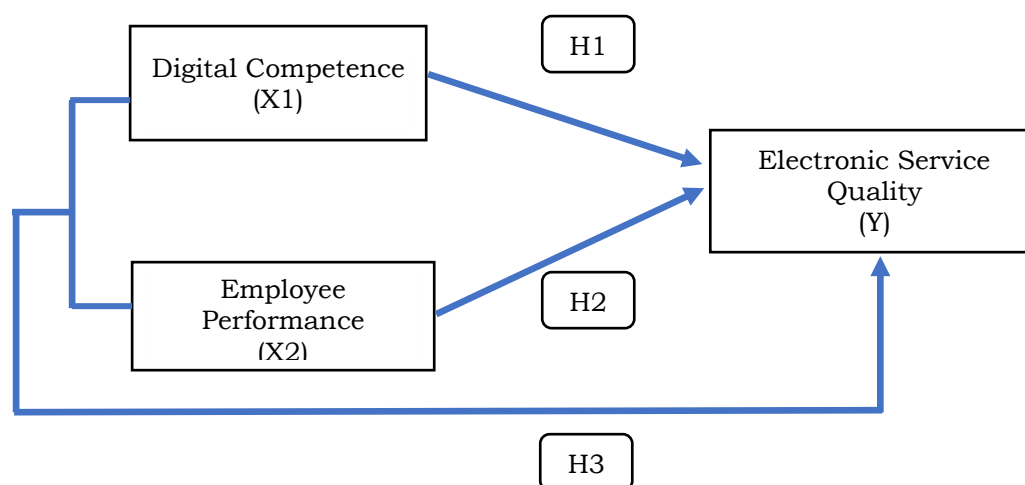 H1
Digital Competence
(X1)
Electronic Service
Quality
(Y)
Employee
Performance
(X2)
H2
H3